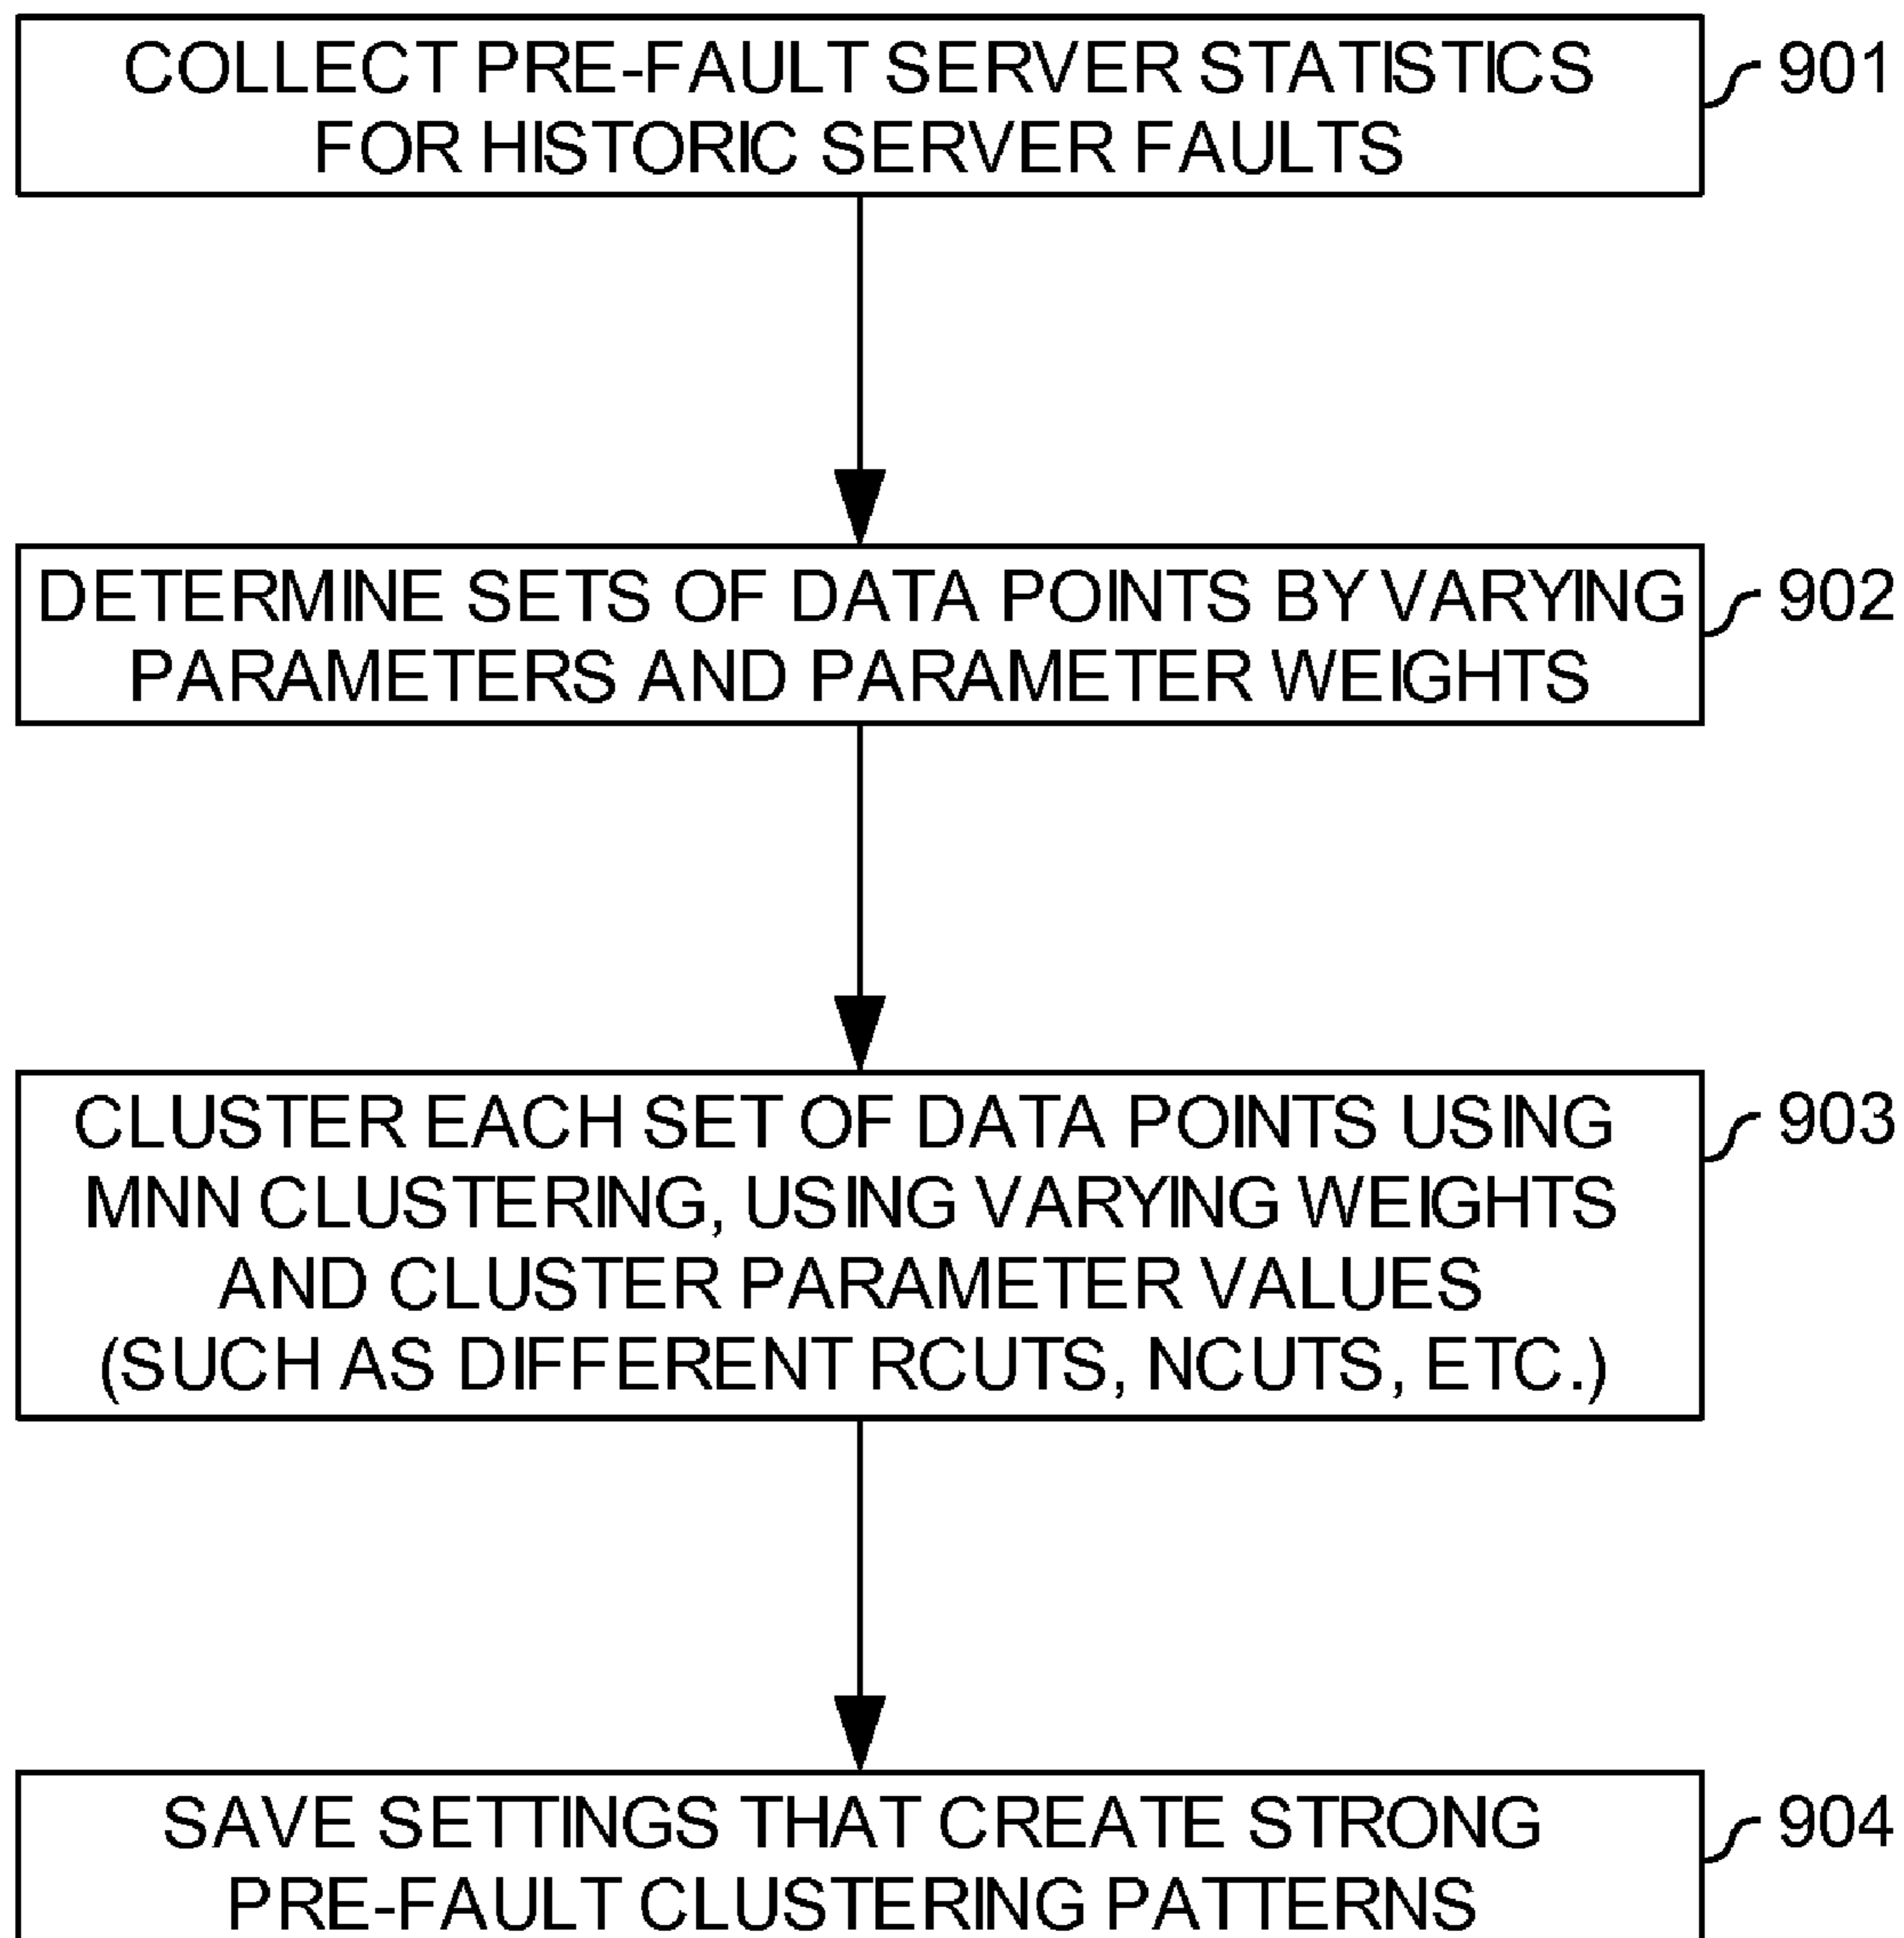 COLLECT PRE-FAULT SERVER STATISTICS
FOR HISTORIC SERVER FAULTS
901
DETERMINE SETS OF DATA POINTS BY VARYING
PARAMETERS AND PARAMETER WEIGHTS
902
CLUSTER EACH SET OF DATA POINTS USING
MNN CLUSTERING, USING VARYING WEIGHTS
AND CLUSTER PARAMETER VALUES
(SUCH AS DIFFERENT RCUTS, NCUTS, ETC.)
903
SAVE SETTINGS THAT CREATE STRONG
PRE-FAULT CLUSTERING PATTERNS
904